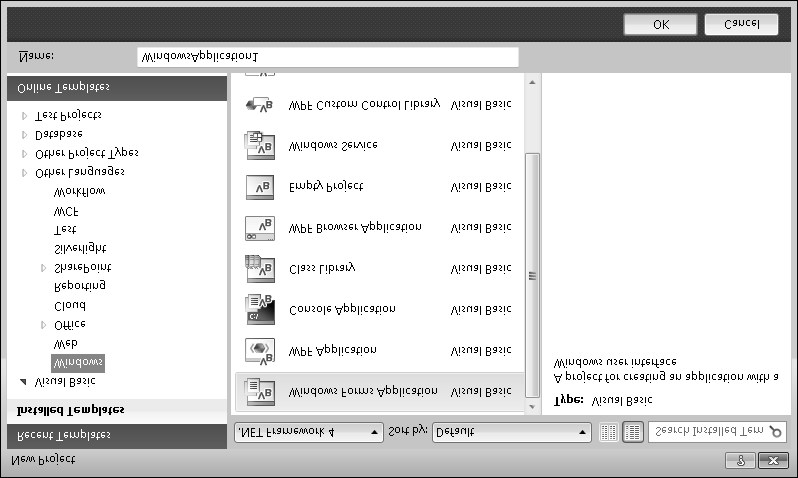 New Project
Recent Templates
.NET Framework 4
Sort by:
Default
Search Installed Tem
Installed Templates
Visual Basic
Windows
Web
Office
Cloud
Reporting
SharePoint
Silverlight
Test
WCF
Workflow
Other Languages
Other Project Types
Database
Test Projects
Online Templates
Windows Forms Application Visual Basic
WPF Application Visual Basic
Console Application Visual Basic
Class Library Visual Basic
WPF Browser Application Visual Basic
Empty Project Visual Basic
Windows Service Visual Basic
WPF Custom Control Library Visual Basic
Type: Visual Basic
A project for creating an application with a
Windows user interface
Name:
WindowsApplication1
OK
Cancel